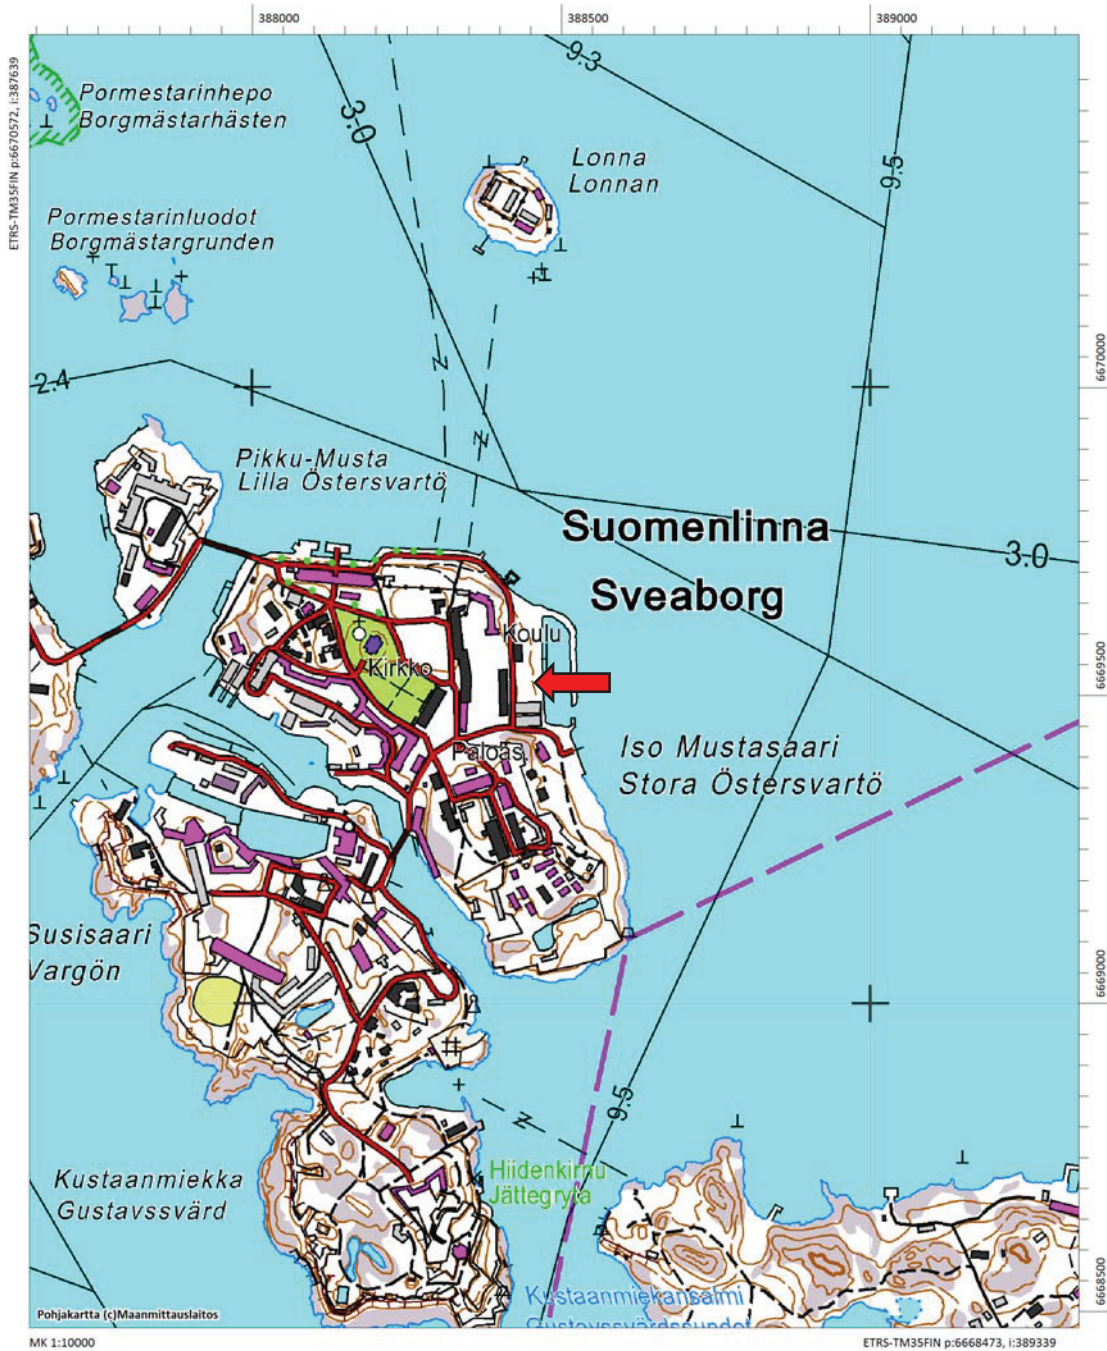 388000
388500
389000
ETRS-TM35FIN p:6670572, i:387639
Pormestarinhepo
Borgmästarhästen
9.3
3.0
Lonna
Lonnan
9.5
Pormestarinluodot
Borgmästargrunden
6670000
2.4
Z
Z
Pikku-Musta
Lilla Östersvartö
Suomenlinna
3.0
Sveaborg
Koulu
Kirkko
6669500
Paloas.
Iso Mustasaari
Stora Östersvartö
Susisaari
Vargön
6669000
9.5
Z
Hiidenkirnu
Jättegryta
Kustaanmiekka
Gustavssvärd
6668500
Kustaanmiekansalmi
Gustavssvärdssundet
Pohjakartta (c)Maanmittauslaitos
MK 1:10000
ETRS-TM35FIN p:6668473, i:389339